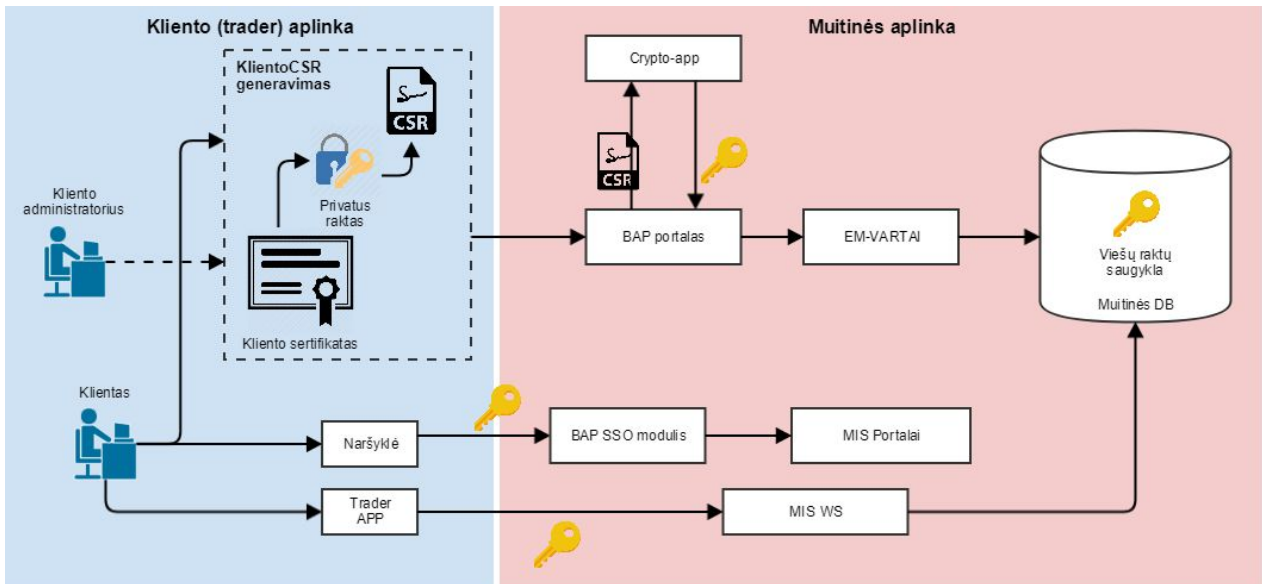 Kliento (trader) aplinka
Muitinės aplinka
KlientoCSR
generavimas
CSR
Privatus
raktas
Kliento sertifikatas
Kliento
administratorius
Klientas
Naršyklė
Trader
APP
Crypto-app
CSR
BAP portalas
EM-VARTAI
Viešų raktų
saugykla
Muitinės DB
BAP SSO modulis
MIS Portalai
MIS WS